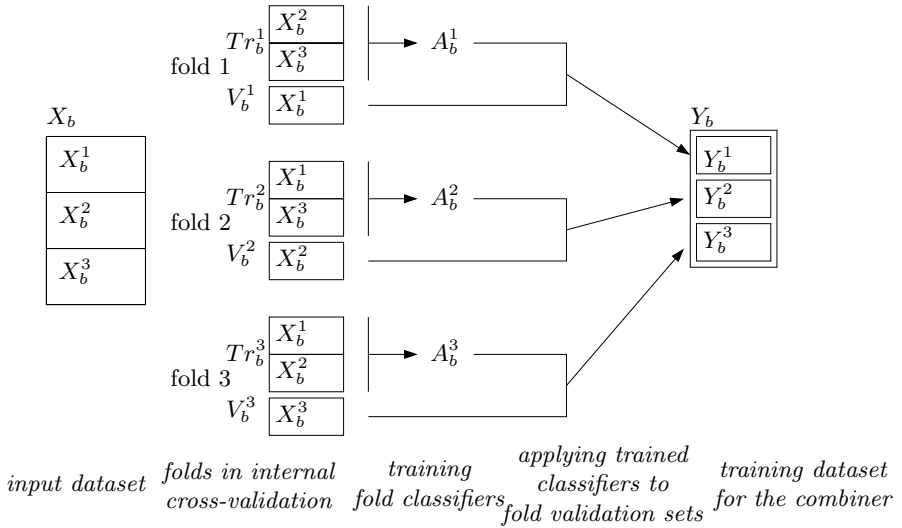 X_b
X_b^1
X_b^2
X_b^3
fold 1
Tr_b^1
X_b^2
X_b^3
V_b^1
X_b^1
A_b^1
fold 2
Tr_b^2
X_b^1
X_b^3
V_b^2
X_b^2
A_b^2
fold 3
Tr_b^3
X_b^1
X_b^2
V_b^3
X_b^3
A_b^3
Y_b
Y_b^1
Y_b^2
Y_b^3
input dataset
folds in internal
cross-validation
training
fold classifiers
applying trained
classifiers to
fold validation sets
training dataset
for the combiner